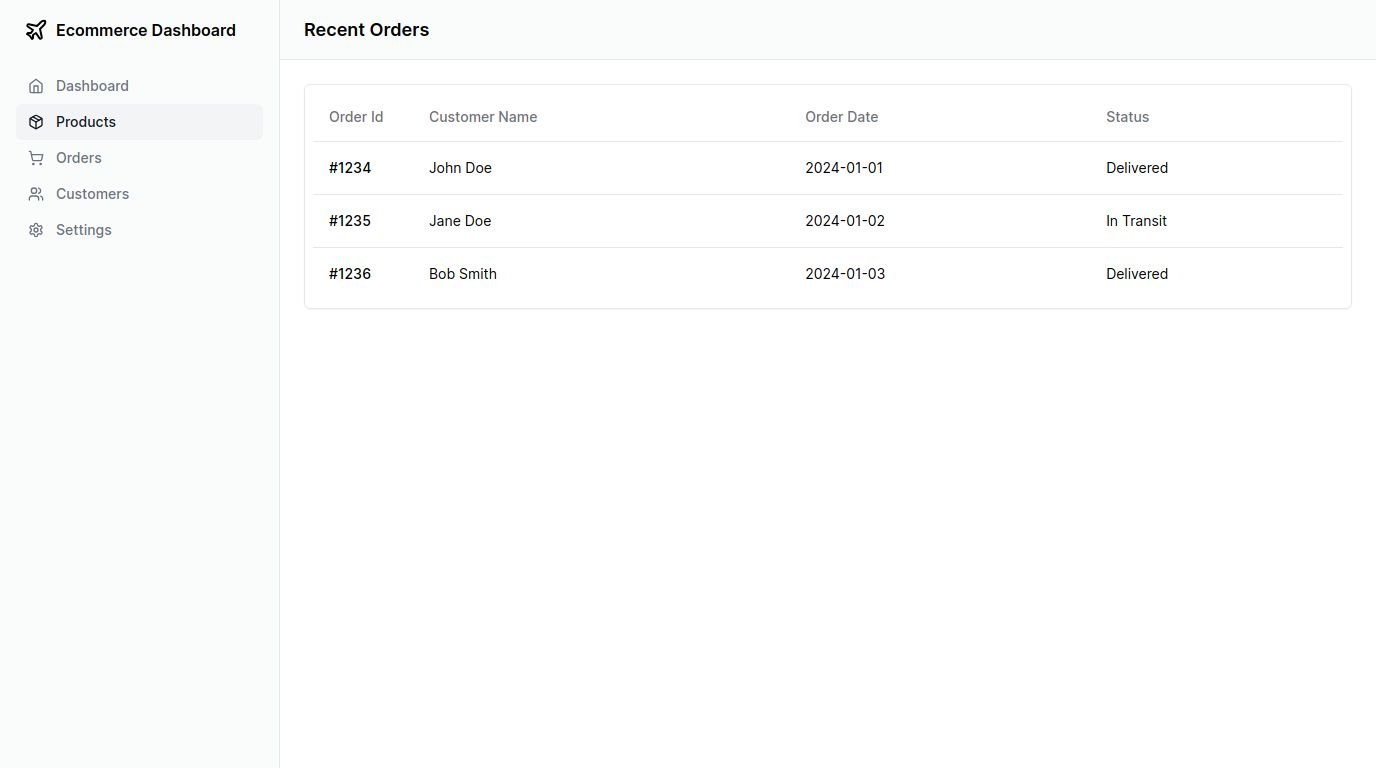 Ecommerce Dashboard
Dashboard
Products
Orders
Customers
Settings
Recent Orders
Order Id Customer Name Order Date Status
#1234 John Doe 2024-01-01 Delivered
#1235 Jane Doe 2024-01-02 In Transit
#1236 Bob Smith 2024-01-03 Delivered